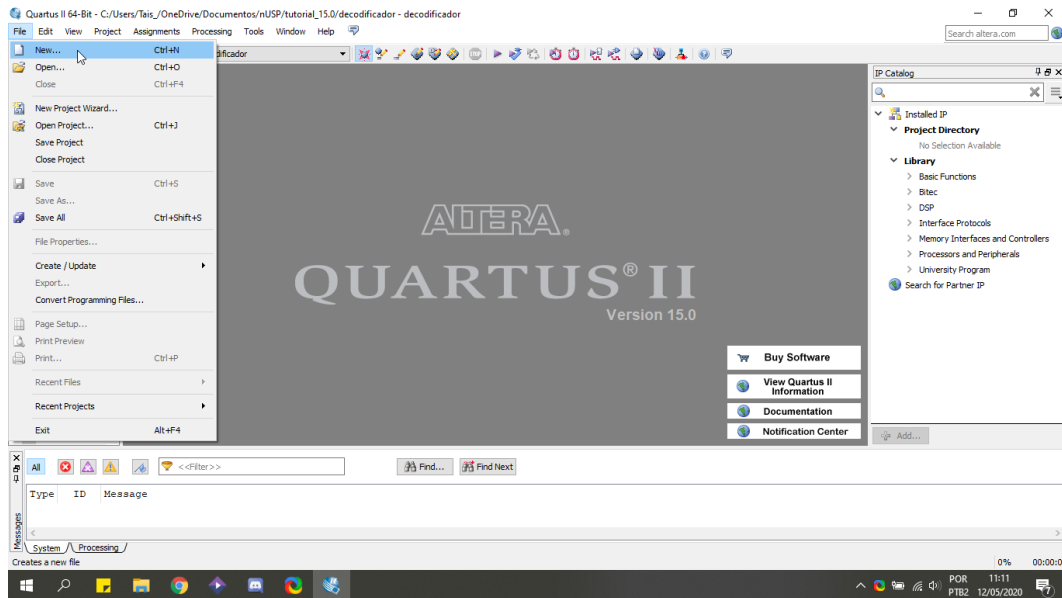 Quartus II 64-Bit - C:/Users/Tais_/OneDrive/Documentos/nUSP/tutorial_15.0/decodificador - decodificador
File Edit View Project Assignments Processing Tools Window Help
Search altera.com
New... Ctrl+N
Open... Ctrl+O
Close Ctrl+F4
New Project Wizard...
Open Project... Ctrl+J
Save Project
Close Project
Save Ctrl+S
Save As...
Save All Ctrl+Shift+S
File Properties...
Create / Update
Export...
Convert Programming Files...
Page Setup...
Print Preview
Print... Ctrl+P
Recent Files
Recent Projects
Exit Alt+F4
dificador
ALTERA®
QUARTUS® II
Version 15.0
Buy Software
View Quartus II
Information
Documentation
Notification Center
IP Catalog
Installed IP
Project Directory
No Selection Available
Library
Basic Functions
Bitec
DSP
Interface Protocols
Memory Interfaces and Controllers
Processors and Peripherals
University Program
Search for Partner IP
Add...
All <<Filter>> Find... Find Next
Type ID Message
Messages
System Processing
Creates a new file 0% 00:00:0
POR 11:11
PTB2 12/05/2020 7